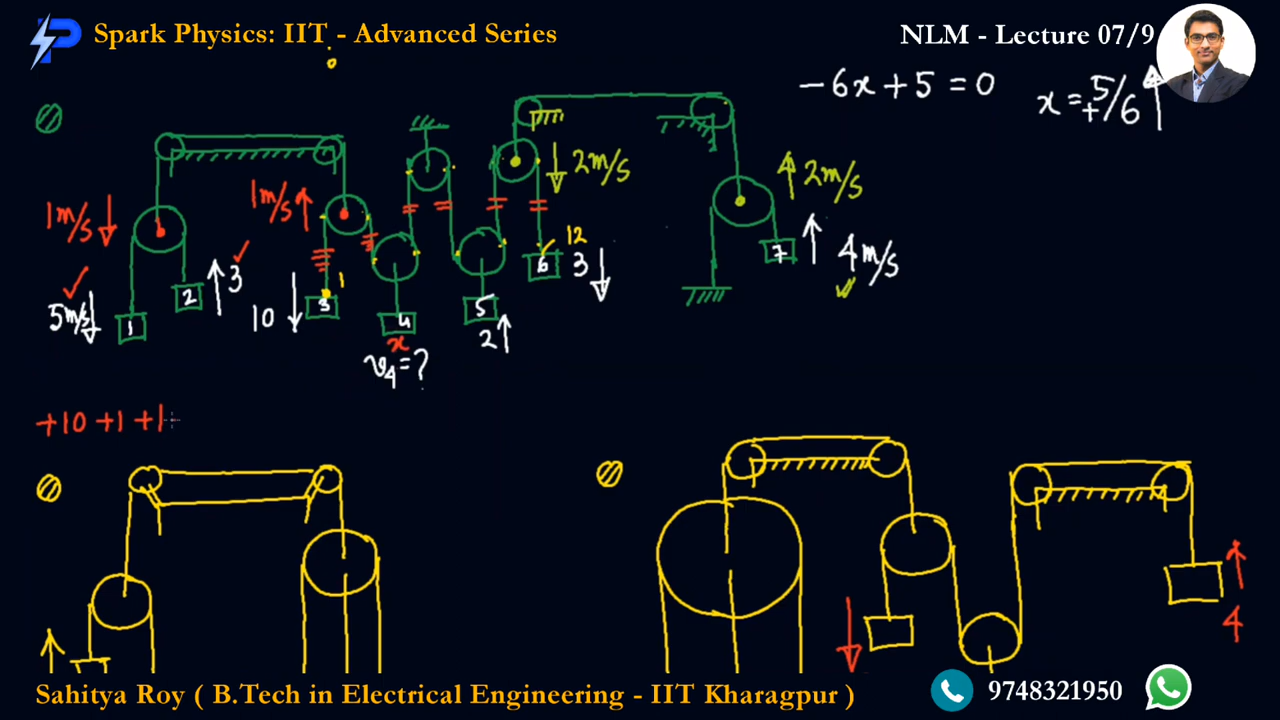 Spark Physics: IIT - Advanced Series
NLM - Lecture 07/9
-6x + 5 = 0
x = +5/6
1m/s
1m/s
2m/s
2m/s
5m/s
1
2
3
10
3
1
4
x
v4 = ?
5
2
6
12
3
7
4m/s
+10 +1 +1
4
Sahitya Roy ( B.Tech in Electrical Engineering - IIT Kharagpur )
9748321950